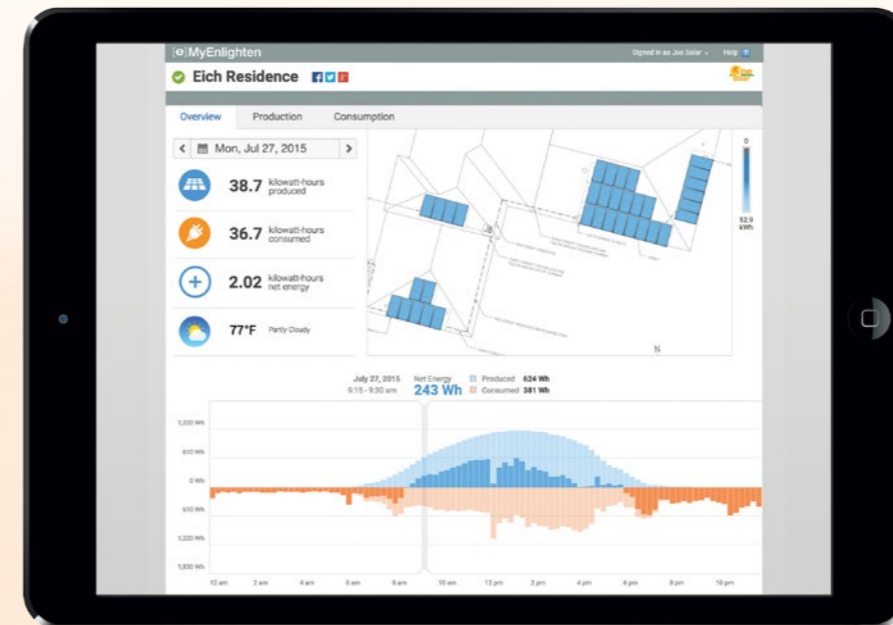 [e] MyEnlighten
Signed in as Joe Solar
Help ?
Eich Residence
Overview Production Consumption
Mon, Jul 27, 2015
38.7 kilowatt-hours
produced
36.7 kilowatt-hours
consumed
2.02 kilowatt-hours
net energy
77°F Partly Cloudy
0
52.9
kWh
N
July 27, 2015 Net Energy Produced 624 Wh
9:15 - 9:30 am 243 Wh Consumed 381 Wh
1,220 Wh
610 Wh
0 Wh
610 Wh
1,220 Wh
1,830 Wh
12 am 2 am 4 am 6 am 8 am 10 am 12 pm 2 pm 4 pm 6 pm 8 pm 10 pm